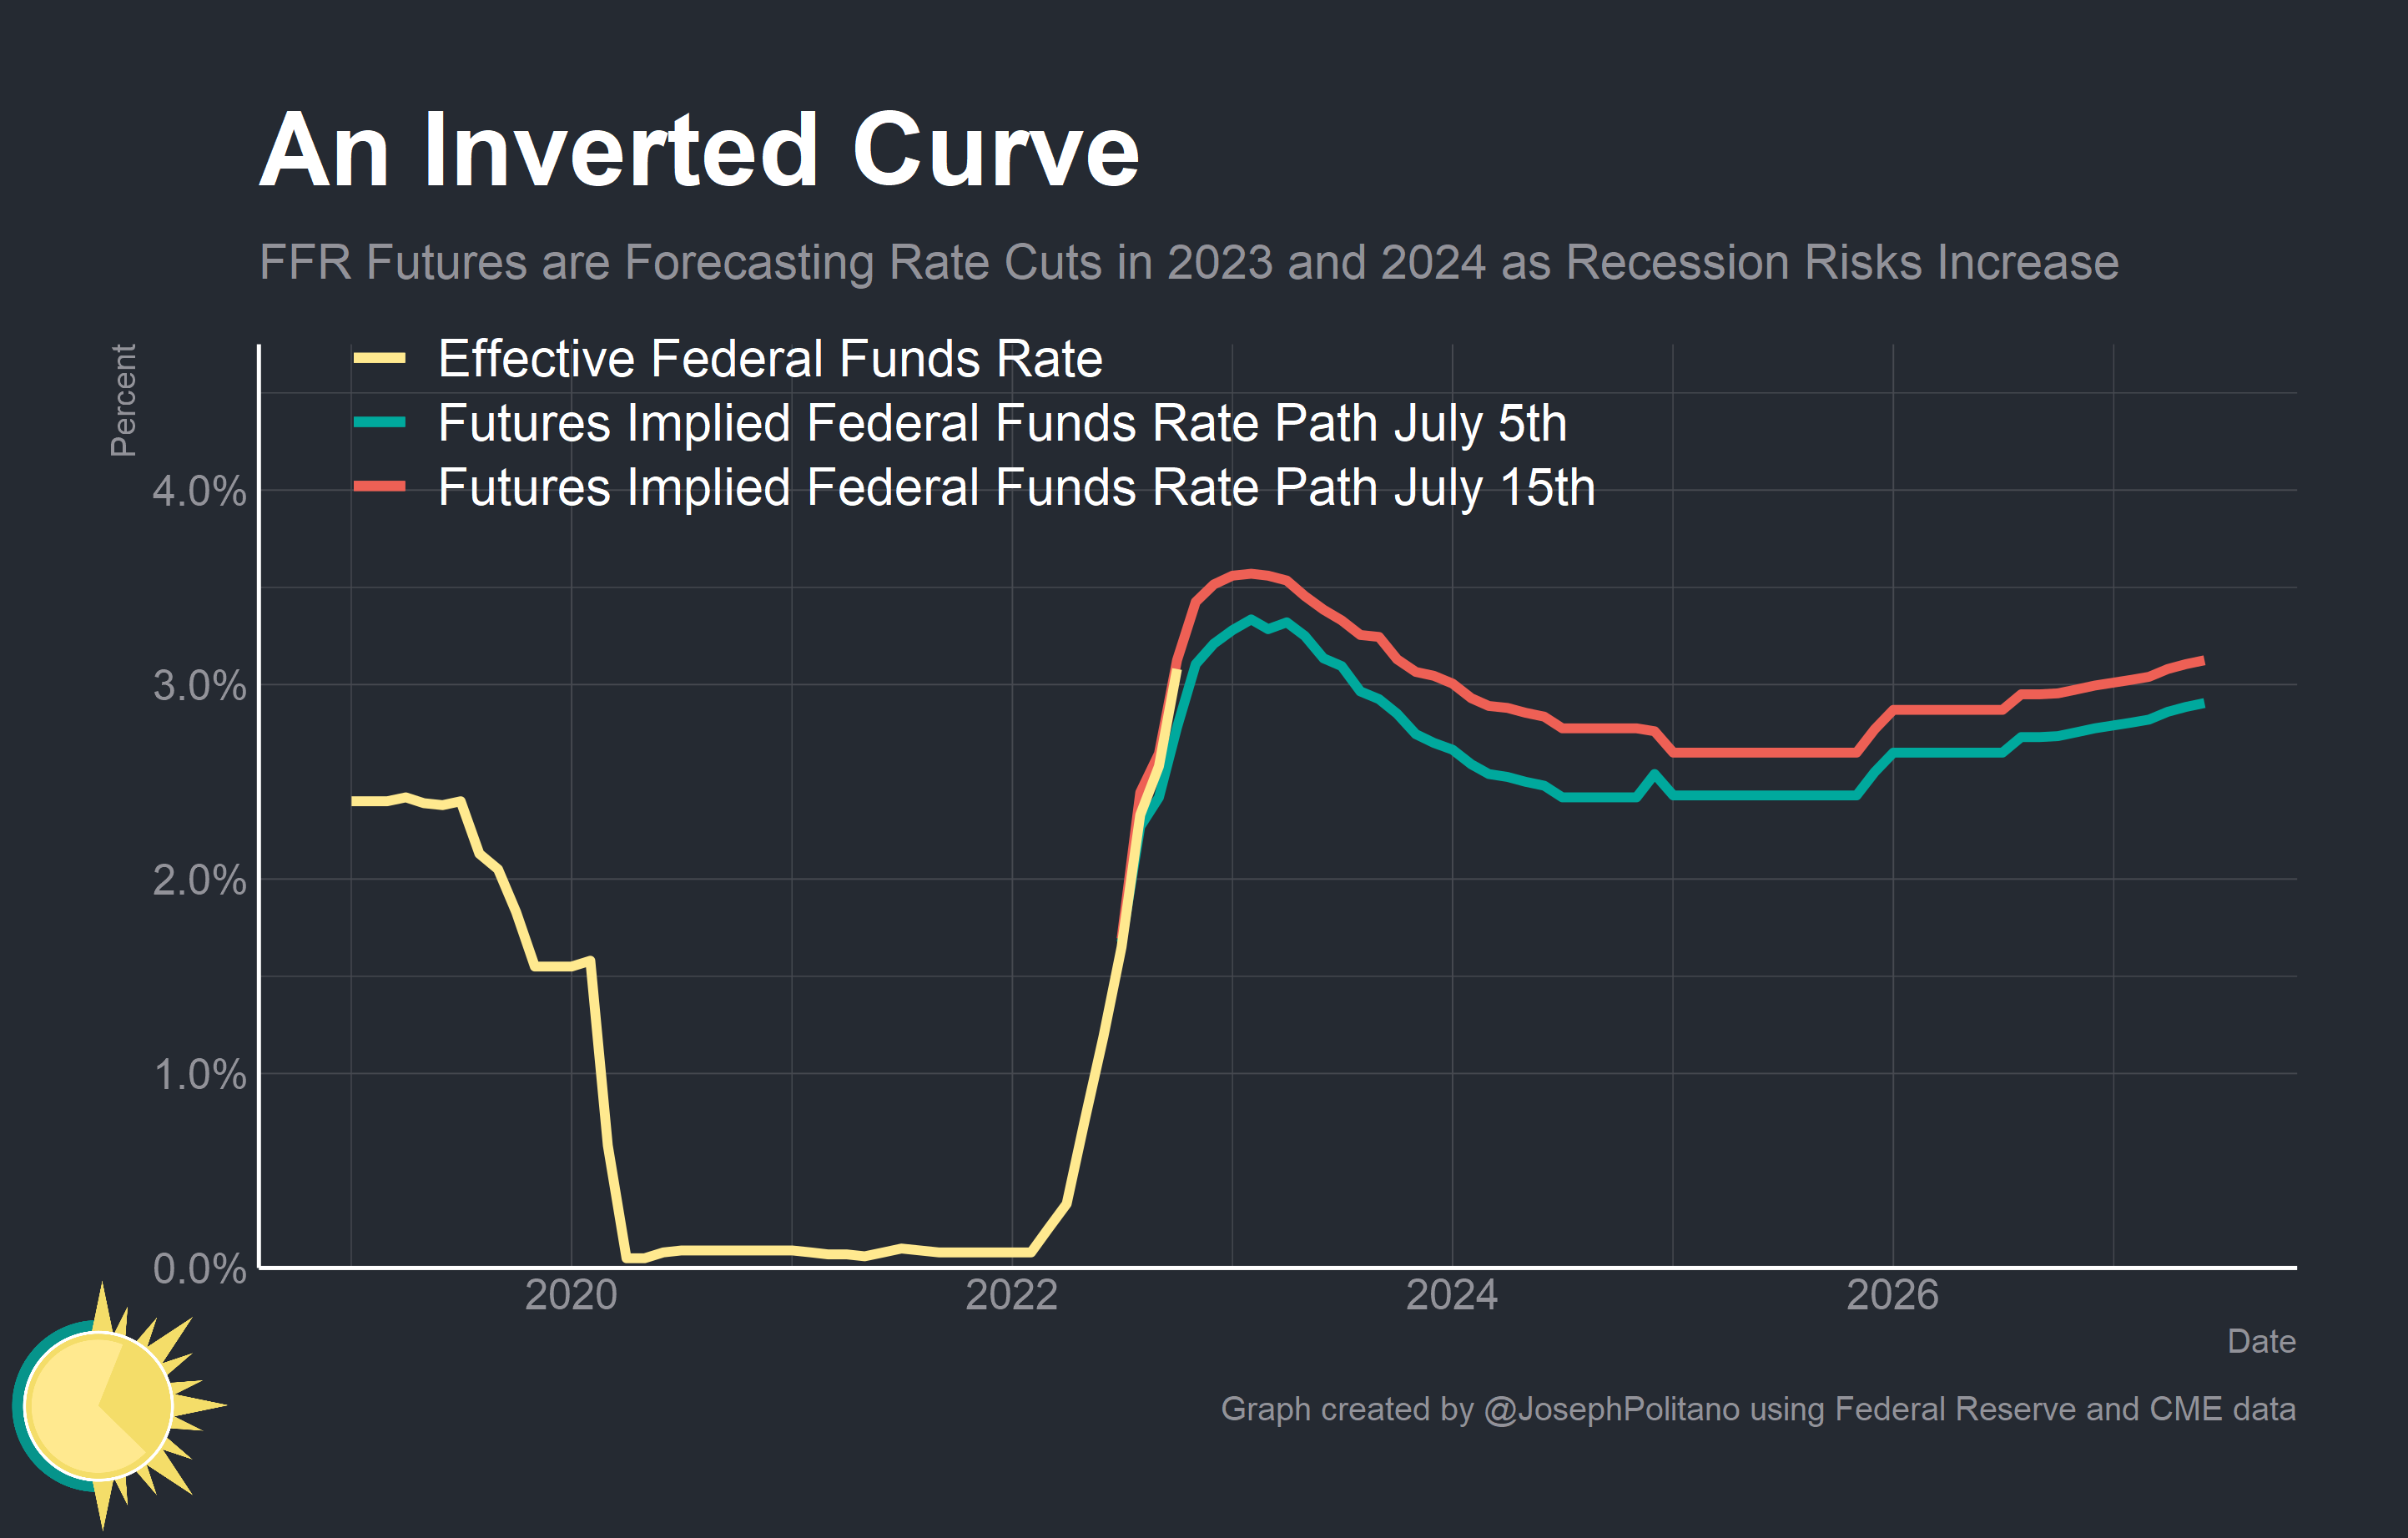 An Inverted Curve
FFR Futures are Forecasting Rate Cuts in 2023 and 2024 as Recession Risks Increase
Percent
Effective Federal Funds Rate
Futures Implied Federal Funds Rate Path July 5th
Futures Implied Federal Funds Rate Path July 15th
4.0%
3.0%
2.0%
1.0%
0.0%
2020 2022 2024 2026
Date
Graph created by @JosephPolitano using Federal Reserve and CME data